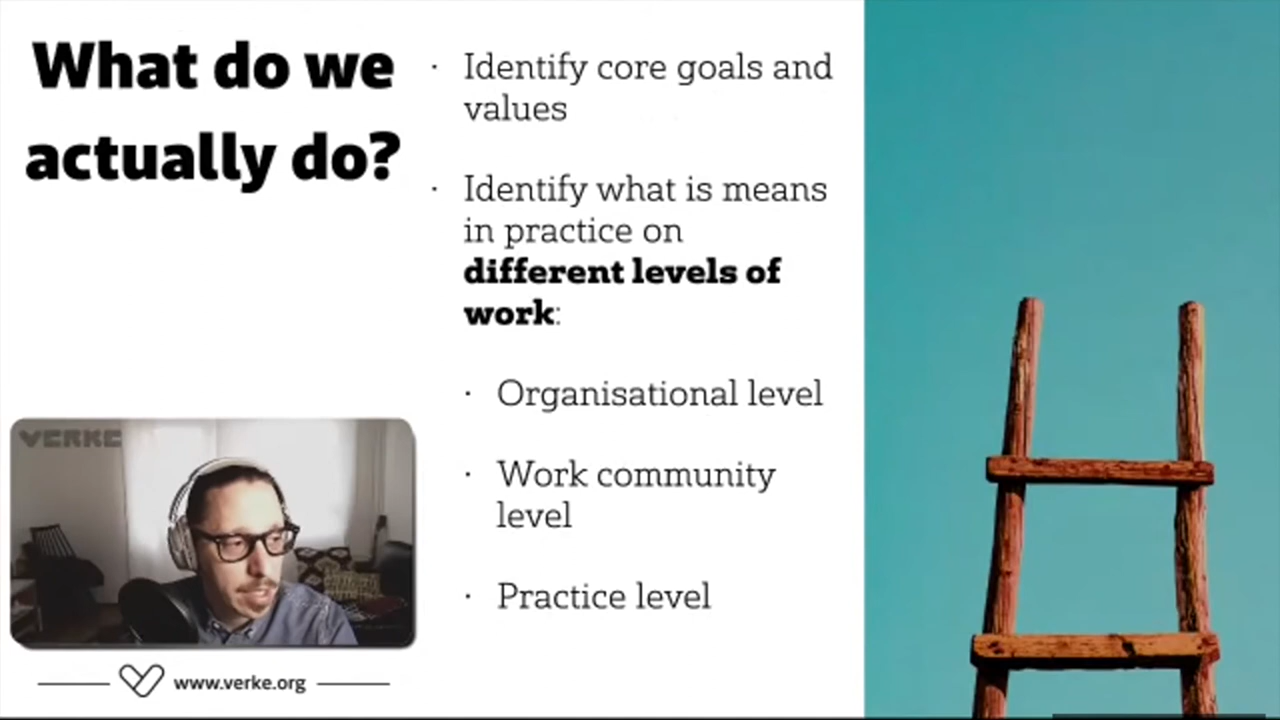 What do we
actually do?
· Identify core goals and
values
· Identify what is means
in practice on
different levels of
work:
· Organisational level
· Work community
level
· Practice level
VERKE
www.verke.org